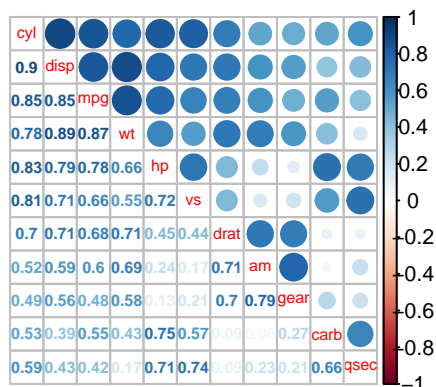 cyl 1
0.9 disp 0.8
0.85 0.85 mpg 0.6
0.78 0.89 0.87 wt 0.4
0.83 0.79 0.78 0.66 hp 0.2
0.81 0.71 0.66 0.55 0.72 vs 0
0.7 0.71 0.68 0.71 0.45 0.44 drat -0.2
0.52 0.59 0.6 0.69 0.24 0.17 0.71 am -0.4
0.49 0.56 0.48 0.58 0.13 0.21 0.7 0.79 gear -0.6
0.53 0.39 0.55 0.43 0.75 0.57 0.09 0.06 0.27 carb -0.8
0.59 0.43 0.42 0.17 0.71 0.74 0.09 0.23 0.21 0.66 qsec -1